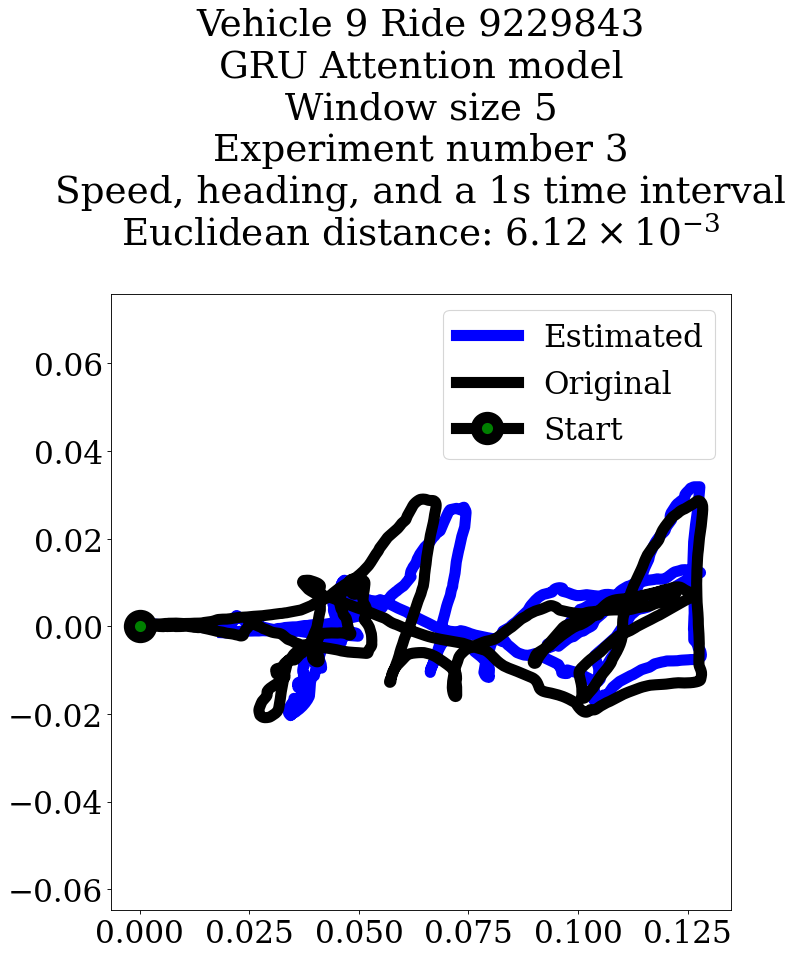 Vehicle 9 Ride 9229843
GRU Attention model
Window size 5
Experiment number 3
Speed, heading, and a 1s time interval
Euclidean distance: 6.12 × 10⁻³
Estimated
Original
Start
0.06
0.04
0.02
0.00
−0.02
−0.04
−0.06
0.000 0.025 0.050 0.075 0.100 0.125